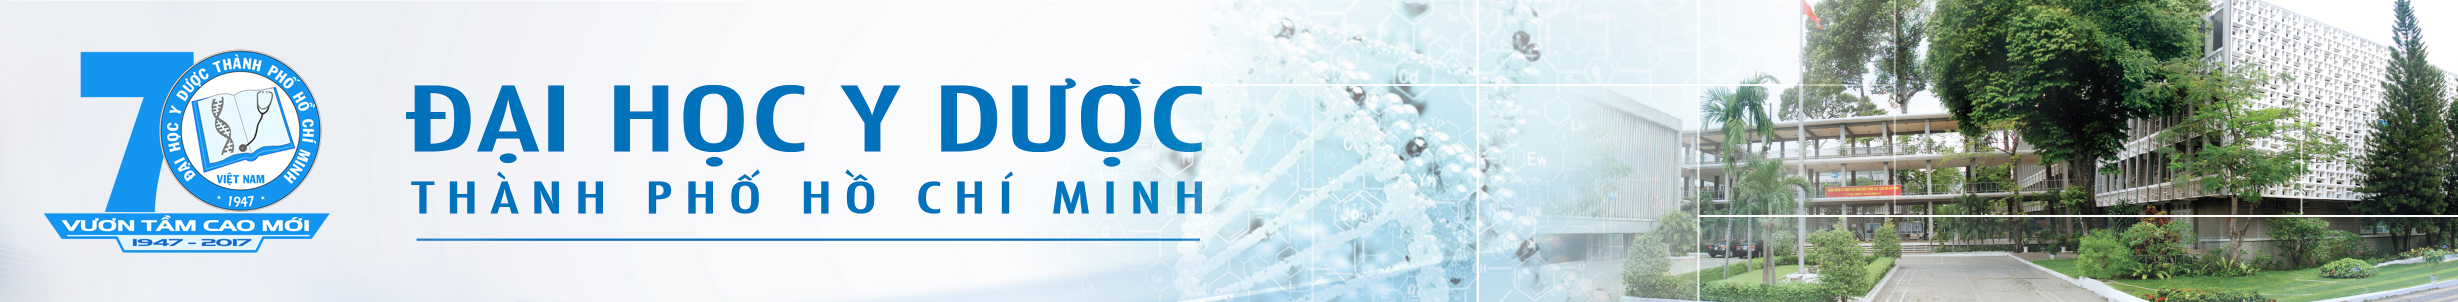 70
ĐẠI HỌC Y DƯỢC THÀNH PHỐ HỒ CHÍ MINH
VIỆT NAM
1947
VƯƠN TẦM CAO MỚI
1947 - 2017
ĐẠI HỌC Y DƯỢC
THÀNH PHỐ HỒ CHÍ MINH